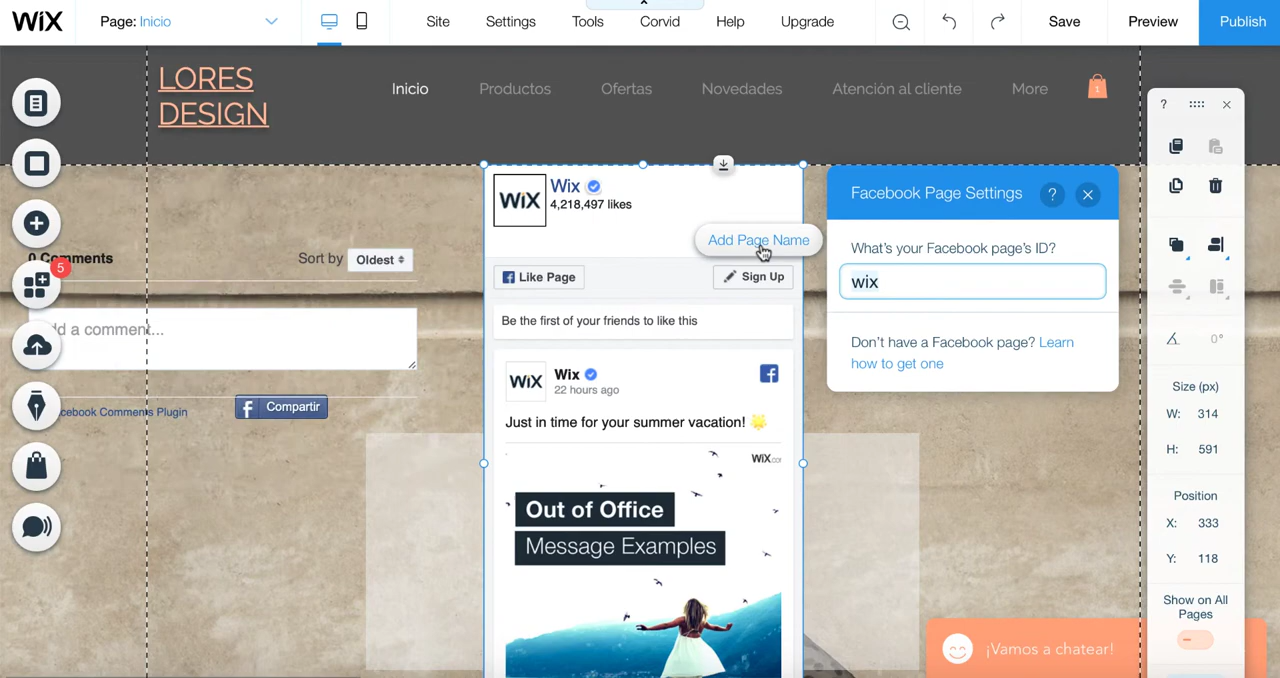 WiX
Page: Inicio
Site
Settings
Tools
Corvid
Help
Upgrade
Save
Preview
Publish
LORES
DESIGN
Inicio
Productos
Ofertas
Novedades
Atención al cliente
More
1
?
WiX
Wix
4,218,497 likes
Add Page Name
Facebook Page Settings
?
What's your Facebook page's ID?
wix
Don't have a Facebook page? Learn
how to get one
0 Comments
Sort by
Oldest
5
Like Page
Sign Up
Be the first of your friends to like this
d a comment...
WiX
Wix
22 hours ago
Just in time for your summer vacation! 🌟
cebook Comments Plugin
f
Compartir
WiX.com
Out of Office
Message Examples
0°
Size (px)
W: 314
H: 591
Position
X: 333
Y: 118
Show on All
Pages
¡Vamos a chatear!